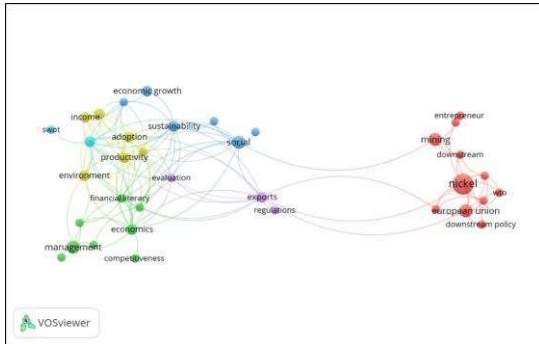 economic growth
entrepreneur
income
swot
sustainability
adoption
mining
social
productivity
downstream
environment
evaluation
nickel
wto
financial literacy
exports
regulations
european union
downstream policy
economics
management
competitiveness
VOSviewer